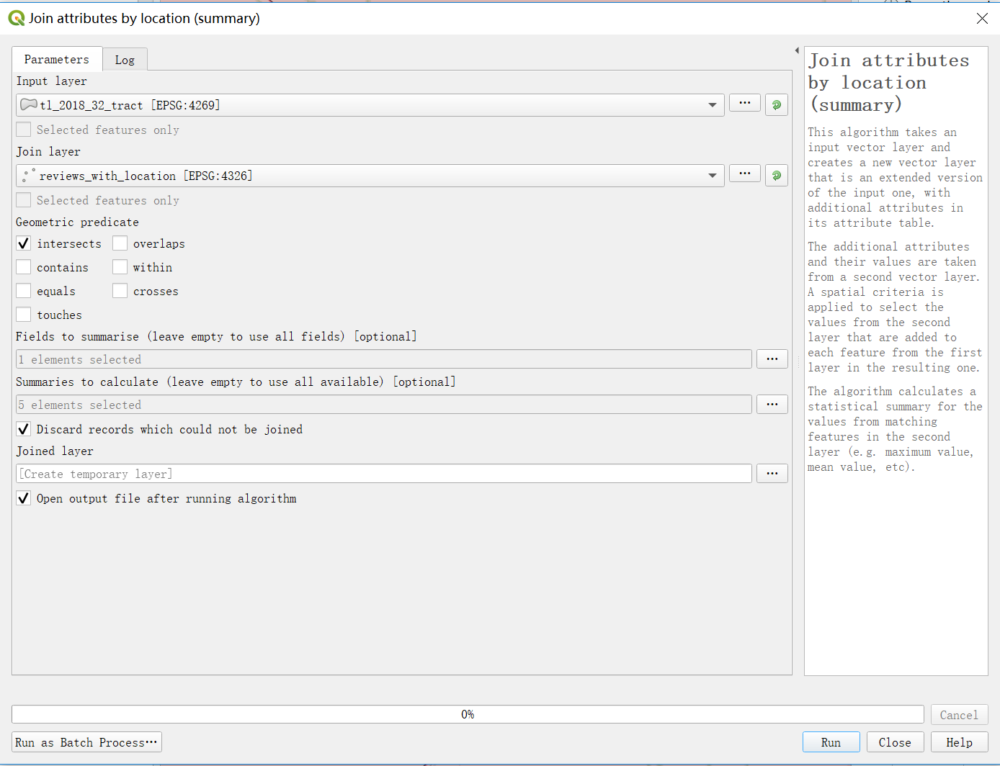 Join attributes by location (summary)
Parameters
Log
Input layer
tl_2018_32_tract [EPSG:4269]
...
Selected features only
Join layer
reviews_with_location [EPSG:4326]
...
Selected features only
Geometric predicate
intersects
overlaps
contains
within
equals
crosses
touches
Fields to summarise (leave empty to use all fields) [optional]
1 elements selected
...
Summaries to calculate (leave empty to use all available) [optional]
5 elements selected
...
Discard records which could not be joined
Joined layer
[Create temporary layer]
...
Open output file after running algorithm
Join attributes
by location
(summary)
This algorithm takes an
input vector layer and
creates a new vector layer
that is an extended version
of the input one, with
additional attributes in
its attribute table.
The additional attributes
and their values are taken
from a second vector layer.
A spatial criteria is
applied to select the
values from the second
layer that are added to
each feature from the first
layer in the resulting one.
The algorithm calculates a
statistical summary for the
values from matching
features in the second
layer (e.g. maximum value,
mean value, etc).
0%
Cancel
Run as Batch Process…
Run
Close
Help